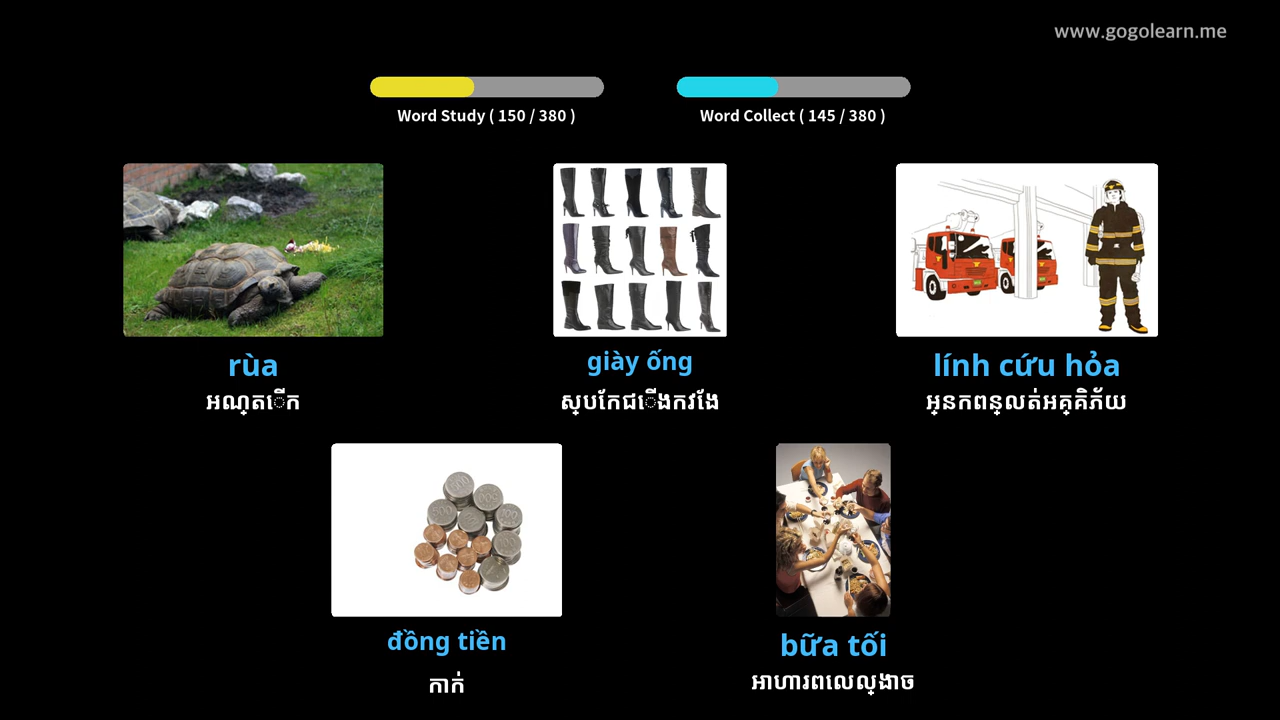 www.gogolearn.me
Word Study ( 150 / 380 )
Word Collect ( 145 / 380 )
rùa
giày ống
lính cứu hỏa
អណ្តើក
ស្បែកជើងកវែង
អ្នកពន្លត់អគ្គិភ័យ
đồng tiền
bữa tối
កាក់
អាហារពេលល្ងាច